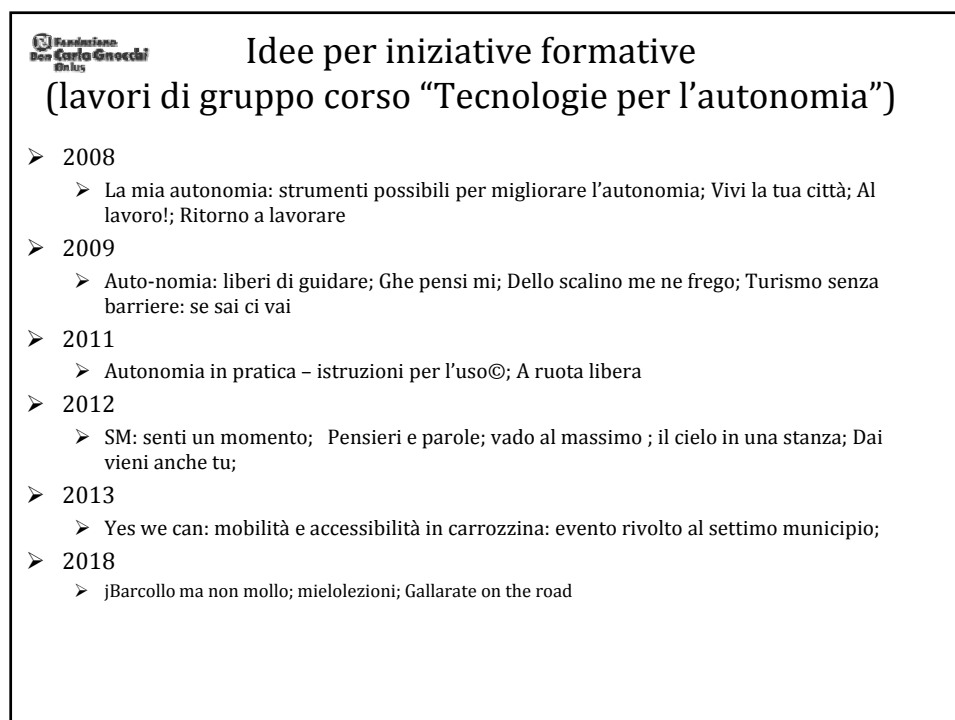 Fondazione
Don Carlo Gnocchi
Onlus
Idee per iniziative formative
(lavori di gruppo corso “Tecnologie per l’autonomia”)
➢ 2008
➢ La mia autonomia: strumenti possibili per migliorare l’autonomia; Vivi la tua città; Al
lavoro!; Ritorno a lavorare
➢ 2009
➢ Auto-nomia: liberi di guidare; Ghe pensi mi; Dello scalino me ne frego; Turismo senza
barriere: se sai ci vai
➢ 2011
➢ Autonomia in pratica – istruzioni per l’uso©; A ruota libera
➢ 2012
➢ SM: senti un momento; Pensieri e parole; vado al massimo ; il cielo in una stanza; Dai
vieni anche tu;
➢ 2013
➢ Yes we can: mobilità e accessibilità in carrozzina: evento rivolto al settimo municipio;
➢ 2018
➢ jBarcollo ma non mollo; mielolezioni; Gallarate on the road